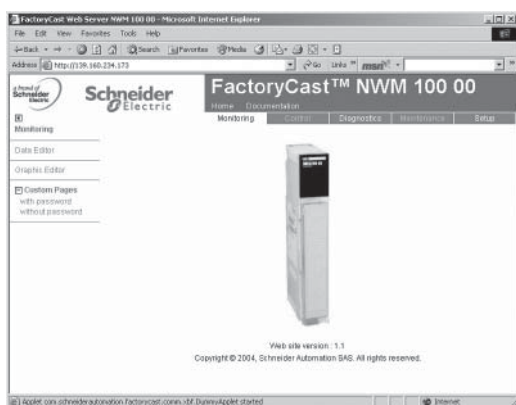 FactoryCast Web Server NWM 100 00 - Microsoft Internet Explorer
File Edit View Favorites Tools Help
Back Search Favorites Media
Address http://139.160.234.173 Go Links msn
a brand of Schneider Electric
Schneider Electric
FactoryCast™ NWM 100 00
Home Documentation
Monitoring Control Diagnostics Maintenance Setup
Monitoring
Data Editor
Graphic Editor
Custom Pages
with password
without password
Web site version : 1.1
Copyright © 2004, Schneider Automation SAS. All rights reserved.
Applet com.schneiderautomation.factorycast.comm.xbf.DummyApplet started Internet